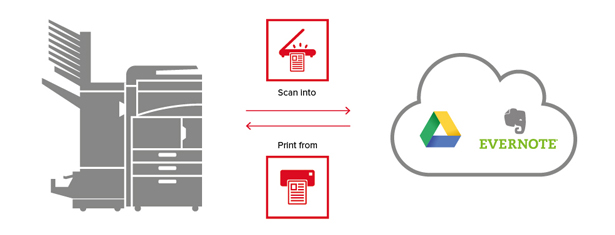 Scan into
Print from
EVERNOTE